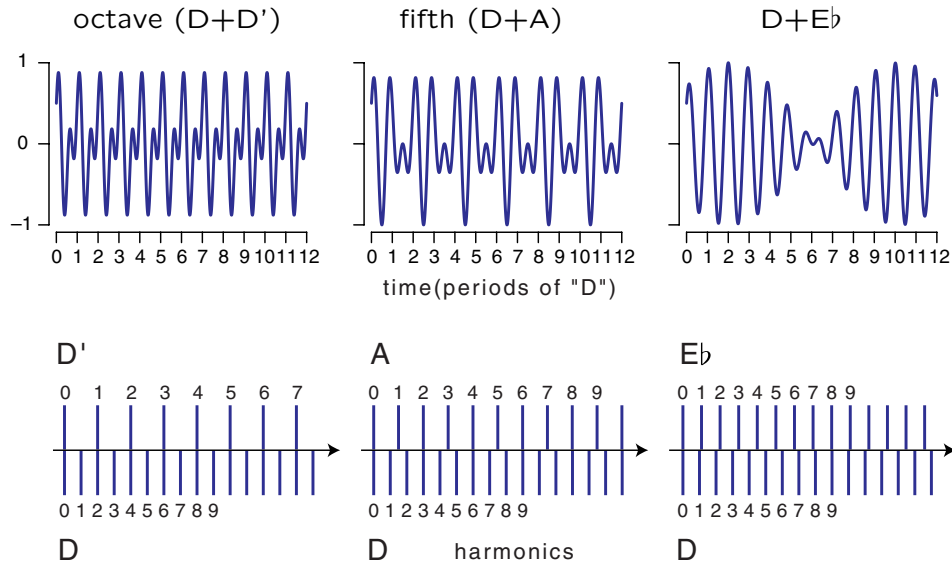 octave (D+D') fifth (D+A) D+E♭
1
0
-1
0 1 2 3 4 5 6 7 8 9 10 11 12 0 1 2 3 4 5 6 7 8 9 10 11 12 0 1 2 3 4 5 6 7 8 9 10 11 12
time(periods of "D")
D' A E♭
0 1 2 3 4 5 6 7 0 1 2 3 4 5 6 7 8 9 0 1 2 3 4 5 6 7 8 9
0 1 2 3 4 5 6 7 8 9 0 1 2 3 4 5 6 7 8 9 0 1 2 3 4 5 6 7 8 9
D D harmonics D